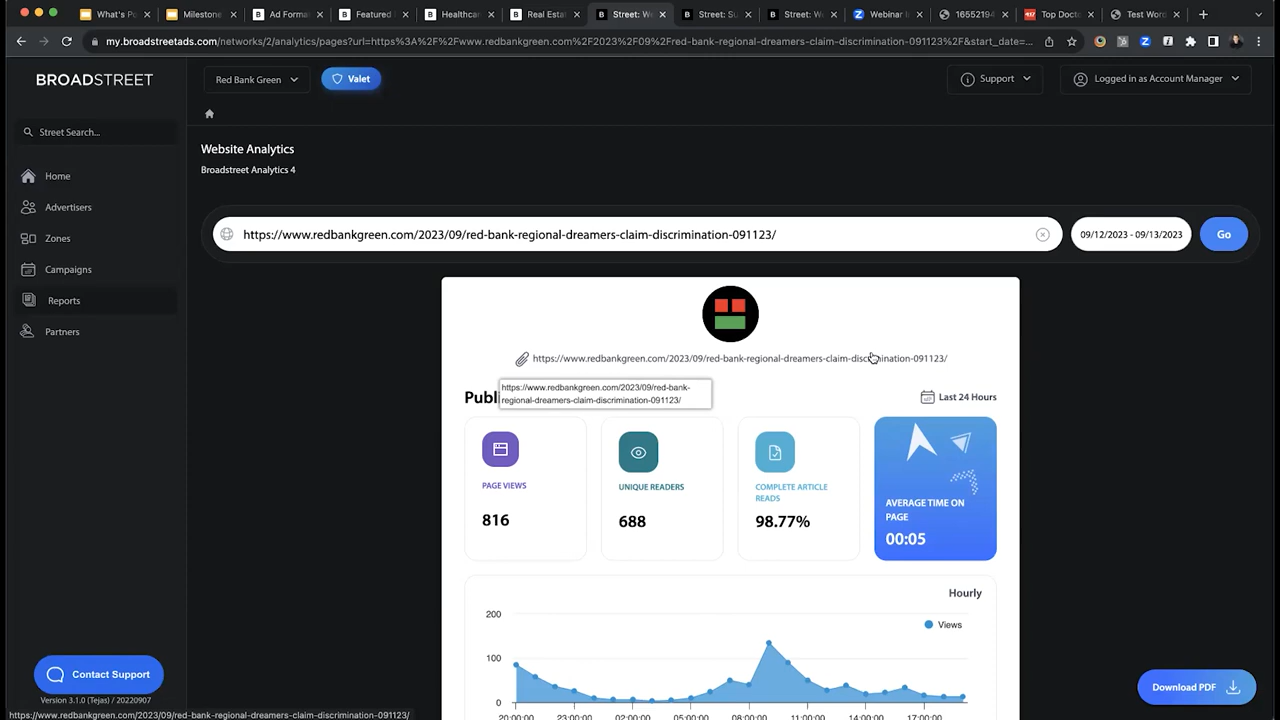 What's Po
Milestone
Ad Forma
Featured
Healthcar
Real Esta
Street: We
Street: Su
Street: We
Webinar I
16552194
Top Docto
Test Word
my.broadstreetads.com/networks/2/analytics/pages?url=https%3A%2F%2Fwww.redbankgreen.com%2F2023%2F09%2Fred-bank-regional-dreamers-claim-discrimination-091123%2F&start_date=...
BROADSTREET
Red Bank Green
Valet
Support
Logged in as Account Manager
Street Search...
Home
Advertisers
Zones
Campaigns
Reports
Partners
Website Analytics
Broadstreet Analytics 4
https://www.redbankgreen.com/2023/09/red-bank-regional-dreamers-claim-discrimination-091123/
09/12/2023 - 09/13/2023
Go
https://www.redbankgreen.com/2023/09/red-bank-regional-dreamers-claim-discrimination-091123/
https://www.redbankgreen.com/2023/09/red-bank-
regional-dreamers-claim-discrimination-091123/
Publi
Last 24 Hours
PAGE VIEWS
816
UNIQUE READERS
688
COMPLETE ARTICLE
READS
98.77%
AVERAGE TIME ON
PAGE
00:05
Hourly
Views
200
100
0
20:00:00
23:00:00
02:00:00
05:00:00
08:00:00
11:00:00
14:00:00
17:00:00
Contact Support
Version 3.1.0 (Tejas) / 20220907
Download PDF
https://www.redbankgreen.com/2023/09/red-bank-regional-dreamers-claim-discrimination-091123/